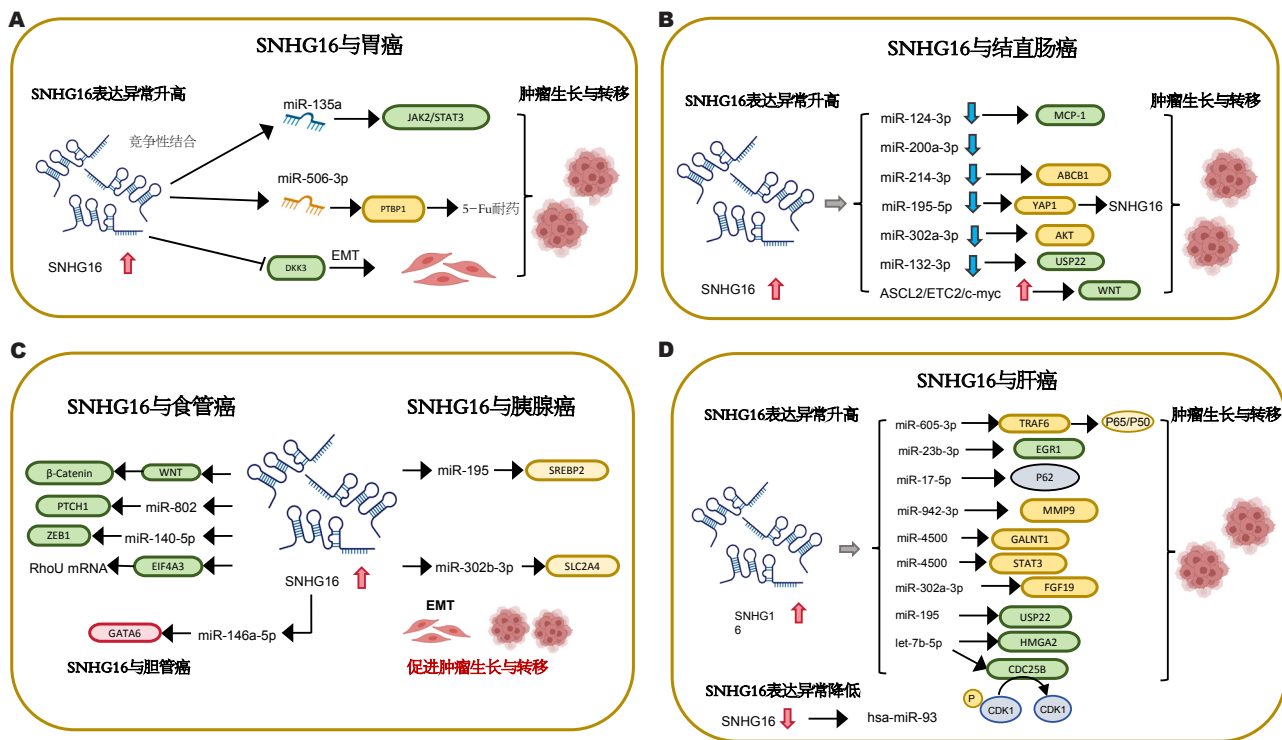 A
SNHG16与胃癌
SNHG16表达异常升高
肿瘤生长与转移
miR-135a
JAK2/STAT3
竞争性结合
miR-506-3p
PTBP1
5-Fu耐药
EMT
DKK3
SNHG16
B
SNHG16与结直肠癌
SNHG16表达异常升高
肿瘤生长与转移
miR-124-3p
MCP-1
miR-200a-3p
miR-214-3p
ABCB1
miR-195-5p
YAP1
SNHG16
miR-302a-3p
AKT
miR-132-3p
USP22
SNHG16
ASCL2/ETC2/c-myc
WNT
C
SNHG16与食管癌
SNHG16与胰腺癌
β-Catenin
WNT
miR-195
SREBP2
PTCH1
miR-802
ZEB1
miR-140-5p
RhoU mRNA
EIF4A3
SNHG16
miR-302b-3p
SLC2A4
EMT
GATA6
miR-146a-5p
SNHG16与胆管癌
促进肿瘤生长与转移
D
SNHG16与肝癌
SNHG16表达异常升高
肿瘤生长与转移
miR-605-3p
TRAF6
P65/P50
miR-23b-3p
EGR1
miR-17-5p
P62
miR-942-3p
MMP9
miR-4500
GALNT1
miR-4500
STAT3
miR-302a-3p
FGF19
SNHG1
6
miR-195
USP22
let-7b-5p
HMGA2
CDC25B
SNHG16表达异常降低
P
CDK1
CDK1
SNHG16
hsa-miR-93